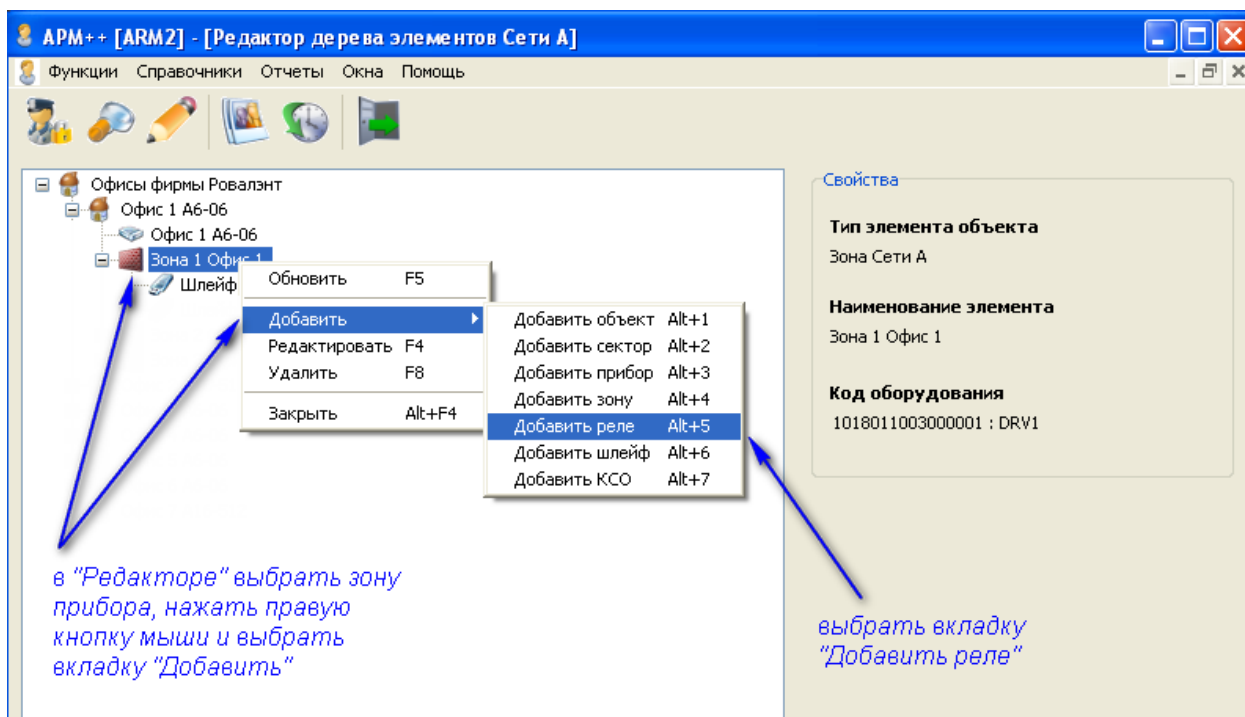 АРМ++ [ARM2] - [Редактор дерева элементов Сети А]
Функции Справочники Отчеты Окна Помощь
Офисы фирмы Ровалэнт
Офис 1 А6-06
Офис 1 А6-06
Зона 1 Офис 1
Шлейф
Обновить F5
Добавить
Редактировать F4
Удалить F8
Закрыть Alt+F4
Добавить объект Alt+1
Добавить сектор Alt+2
Добавить прибор Alt+3
Добавить зону Alt+4
Добавить реле Alt+5
Добавить шлейф Alt+6
Добавить КСО Alt+7
Свойства
Тип элемента объекта
Зона Сети А
Наименование элемента
Зона 1 Офис 1
Код оборудования
1018011003000001 : DRV1
в "Редакторе" выбрать зону
прибора, нажать правую
кнопку мыши и выбрать
вкладку "Добавить"
выбрать вкладку
"Добавить реле"